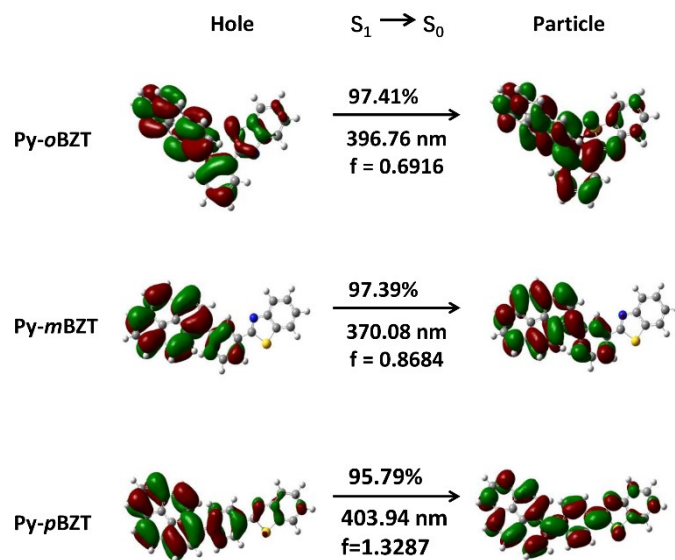 Hole S₁ → S₀ Particle
97.41%
Py-oBZT
396.76 nm
f = 0.6916
97.39%
Py-mBZT
370.08 nm
f = 0.8684
95.79%
Py-pBZT
403.94 nm
f=1.3287